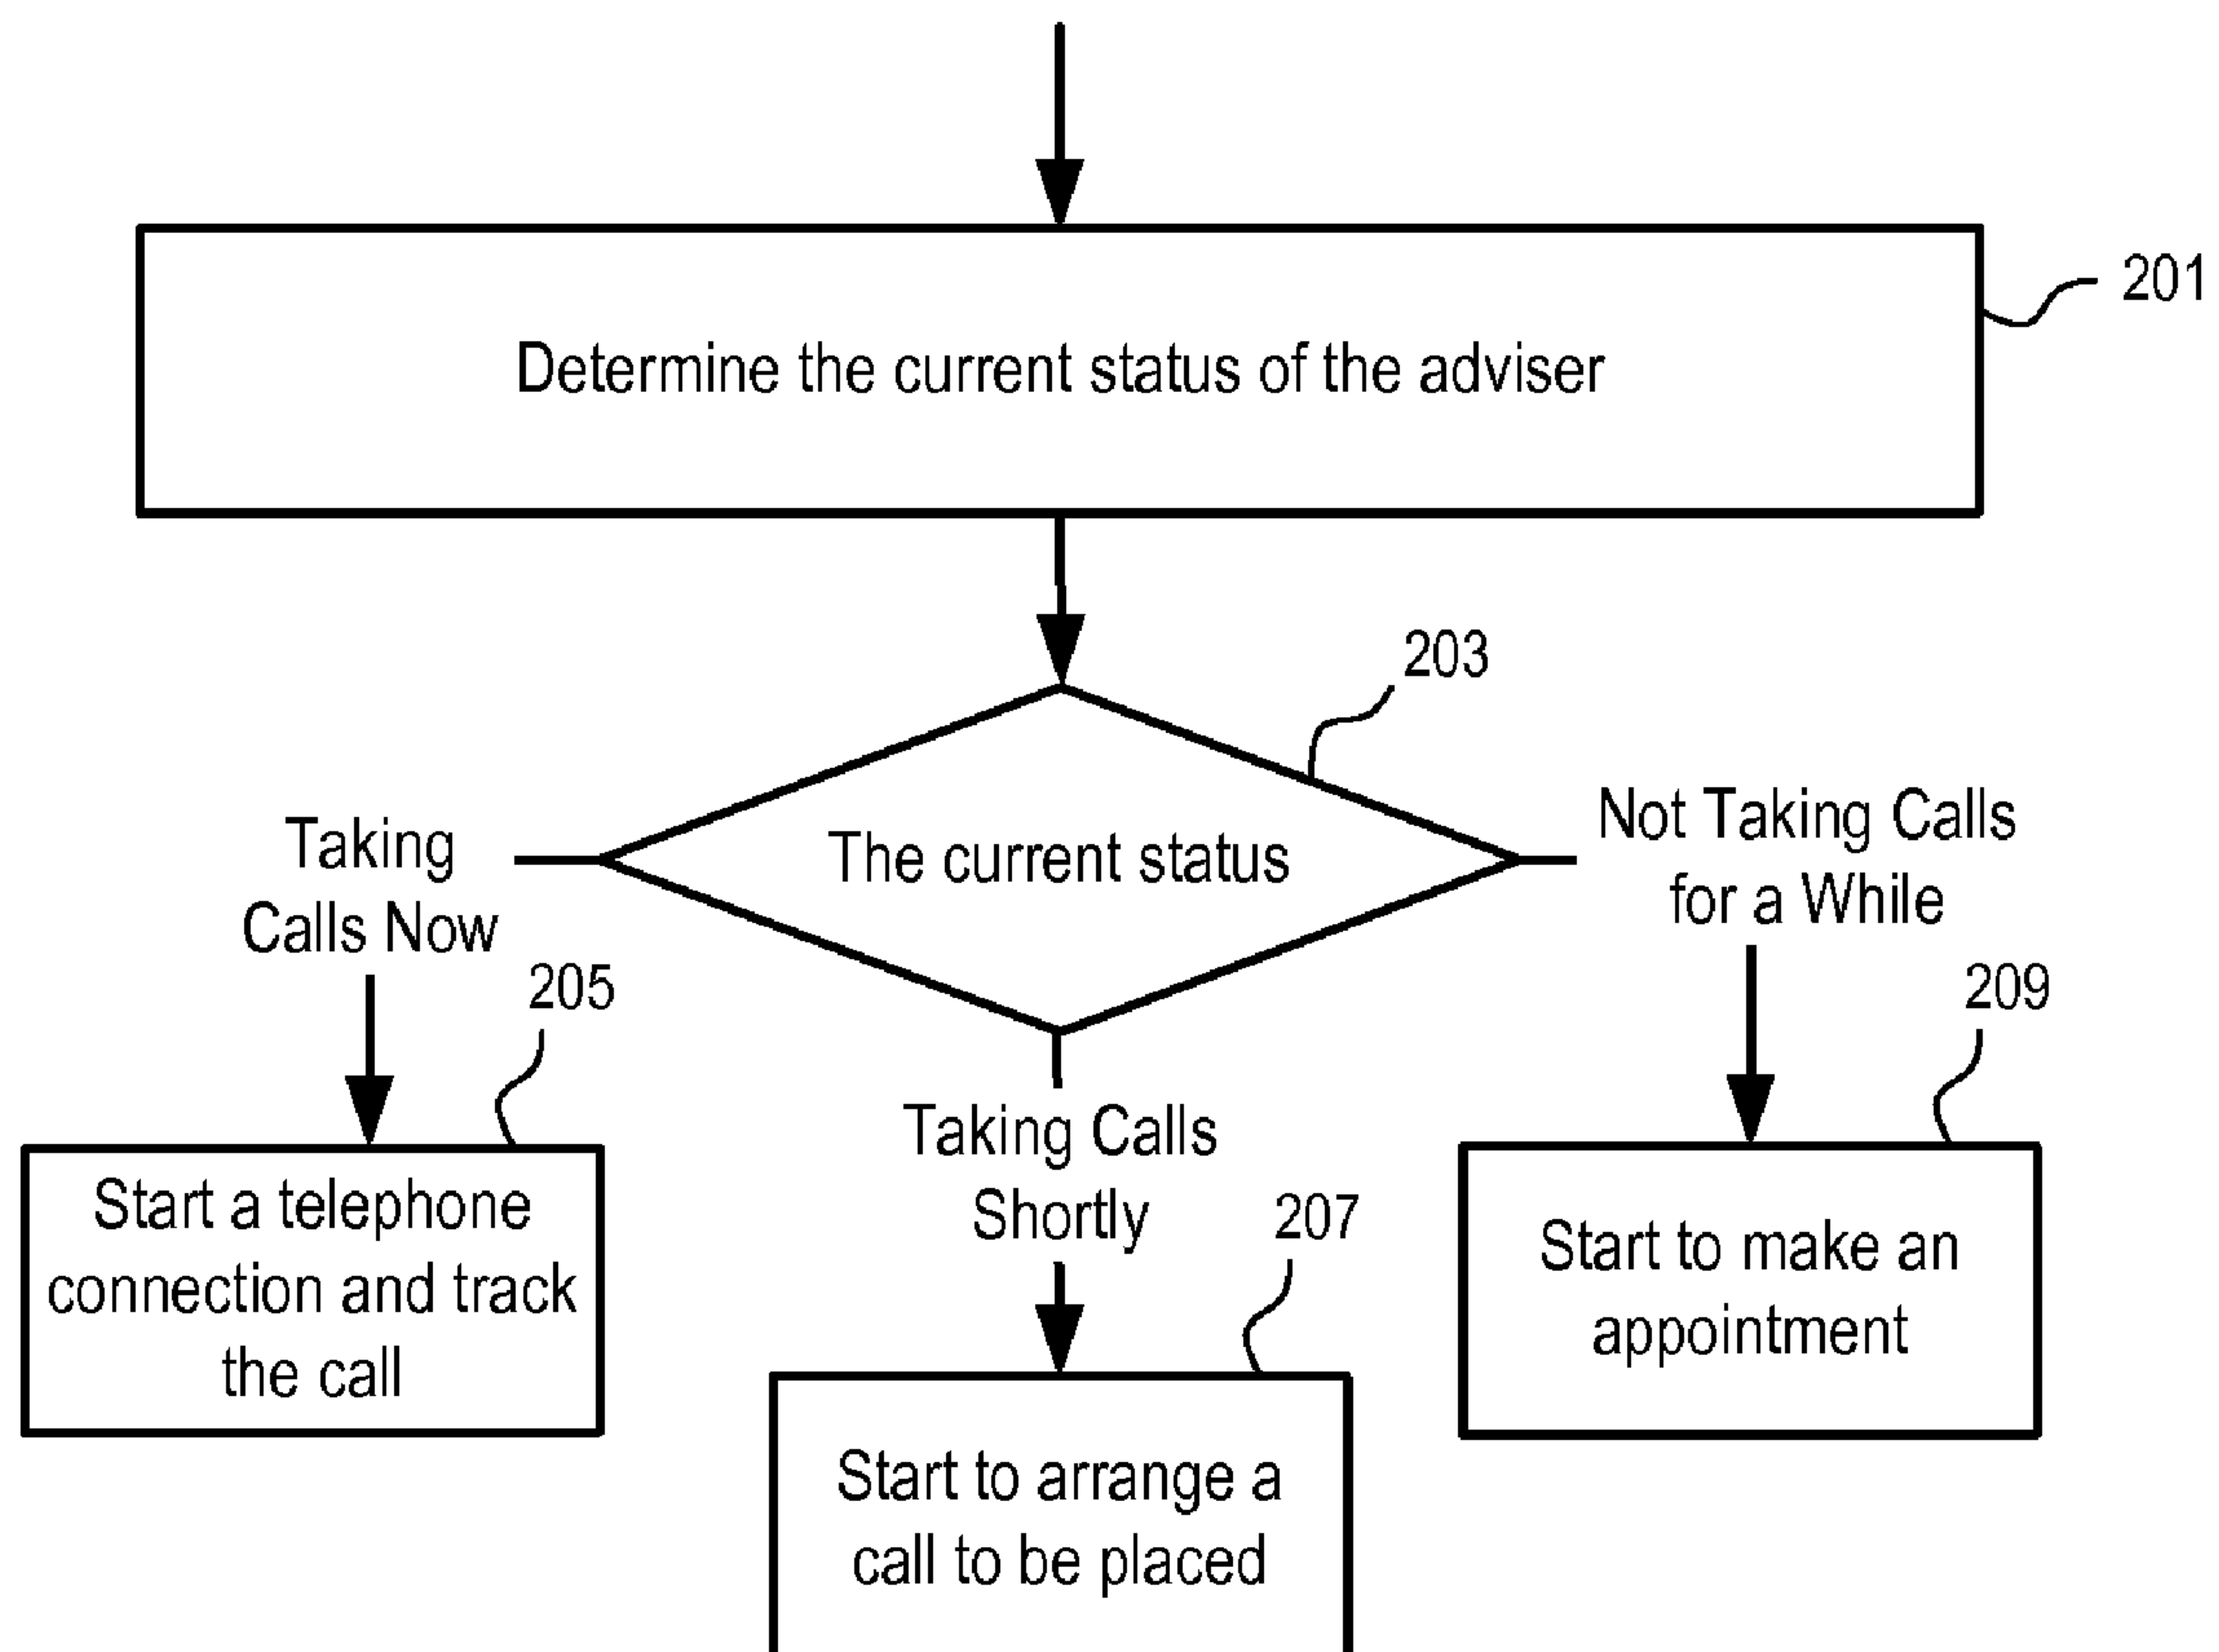 201
Determine the current status of the adviser
203
The current status
Taking
Calls Now
Not Taking Calls
for a While
205
209
Taking Calls
Shortly
207
Start a telephone
connection and track
the call
Start to make an
appointment
Start to arrange a
call to be placed